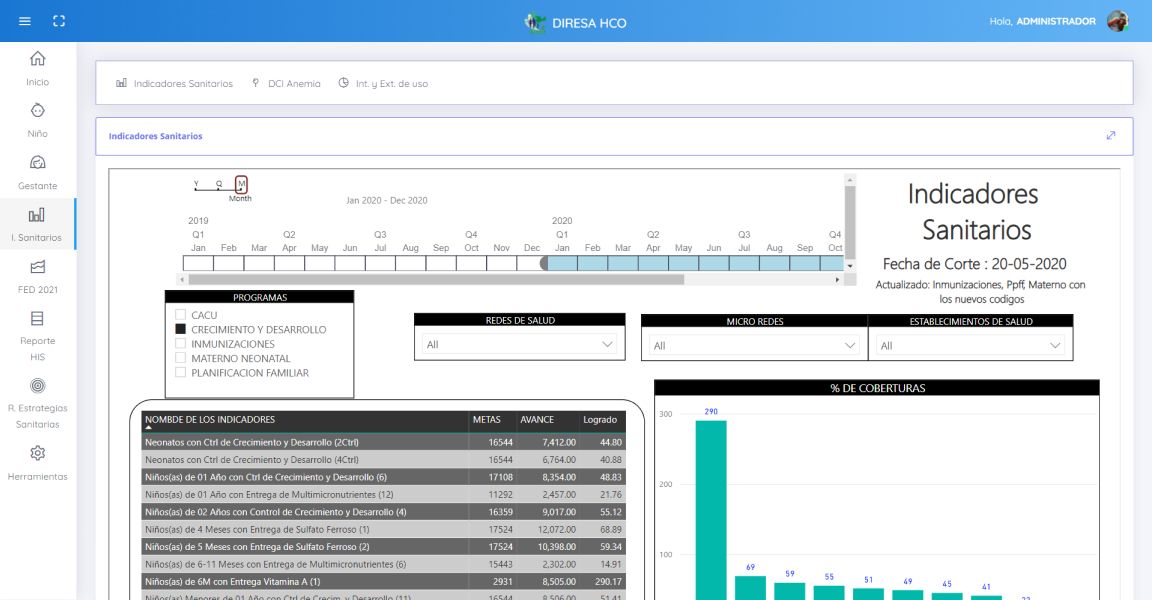 DIRESA HCO
Hola, ADMINISTRADOR
Inicio
Niño
Gestante
I. Sanitarios
FED 2021
Reporte
HIS
R. Estrategias
Sanitarias
Herramientas
Indicadores Sanitarios
DCI Anemia
Int. y Ext. de uso
Indicadores Sanitarios
Y Q M
Month
Jan 2020 - Dec 2020
2019 2020
Q1 Q2 Q3 Q4 Q1 Q2 Q3 Q4
Jan Feb Mar Apr May Jun Jul Aug Sep Oct Nov Dec Jan Feb Mar Apr May Jun Jul Aug Sep Oct
Indicadores
Sanitarios
Fecha de Corte : 20-05-2020
Actualizado: Inmunizaciones, Ppff, Materno con
los nuevos codigos
PROGRAMAS
CACU
CRECIMIENTO Y DESARROLLO
INMUNIZACIONES
MATERNO NEONATAL
PLANIFICACION FAMILIAR
REDES DE SALUD
All
MICRO REDES
All
ESTABLECIMIENTOS DE SALUD
All
NOMBDE DE LOS INDICADORES METAS AVANCE Logrado
Neonatos con Ctrl de Crecimiento y Desarrollo (2Ctrl) 16544 7,412.00 44.80
Neonatos con Ctrl de Crecimiento y Desarrollo (4Ctrl) 16544 6,764.00 40.88
Niños(as) de 01 Año con Ctrl de Crecimiento y Desarrollo (6) 17108 8,354.00 48.83
Niños(as) de 01 Año con Entrega de Multimicronutrientes (12) 11292 2,457.00 21.76
Niños(as) de 02 Años con Control de Crecimiento y Desarrollo (4) 16359 9,017.00 55.12
Niños(as) de 4 Meses con Entrega de Sulfato Ferroso (1) 17524 12,072.00 68.89
Niños(as) de 5 Meses con Entrega de Sulfato Ferroso (2) 17524 10,398.00 59.34
Niños(as) de 6-11 Meses con Entrega de Multimicronutrientes (6) 15443 2,302.00 14.91
Niños(as) de 6M con Entrega Vitamina A (1) 2931 8,505.00 290.17
Niños(as) Menores de 01 Año con Ctrl de Crecim. y Desarrollo (11) 16544 8,506.00 51.41
% DE COBERTURAS
300
200
100
290
69
59
55
51
49
45
41